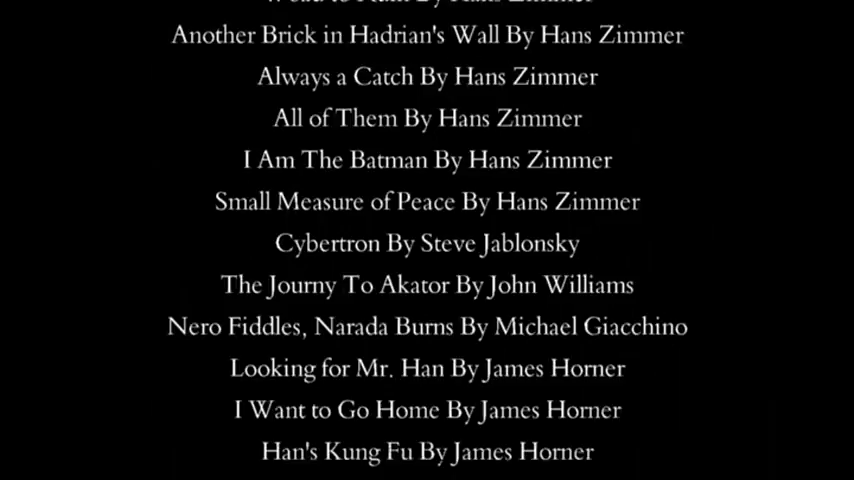 By Hans Zimmer
Another Brick in Hadrian's Wall By Hans Zimmer
Always a Catch By Hans Zimmer
All of Them By Hans Zimmer
I Am The Batman By Hans Zimmer
Small Measure of Peace By Hans Zimmer
Cybertron By Steve Jablonsky
The Journy To Akator By John Williams
Nero Fiddles, Narada Burns By Michael Giacchino
Looking for Mr. Han By James Horner
I Want to Go Home By James Horner
Han's Kung Fu By James Horner